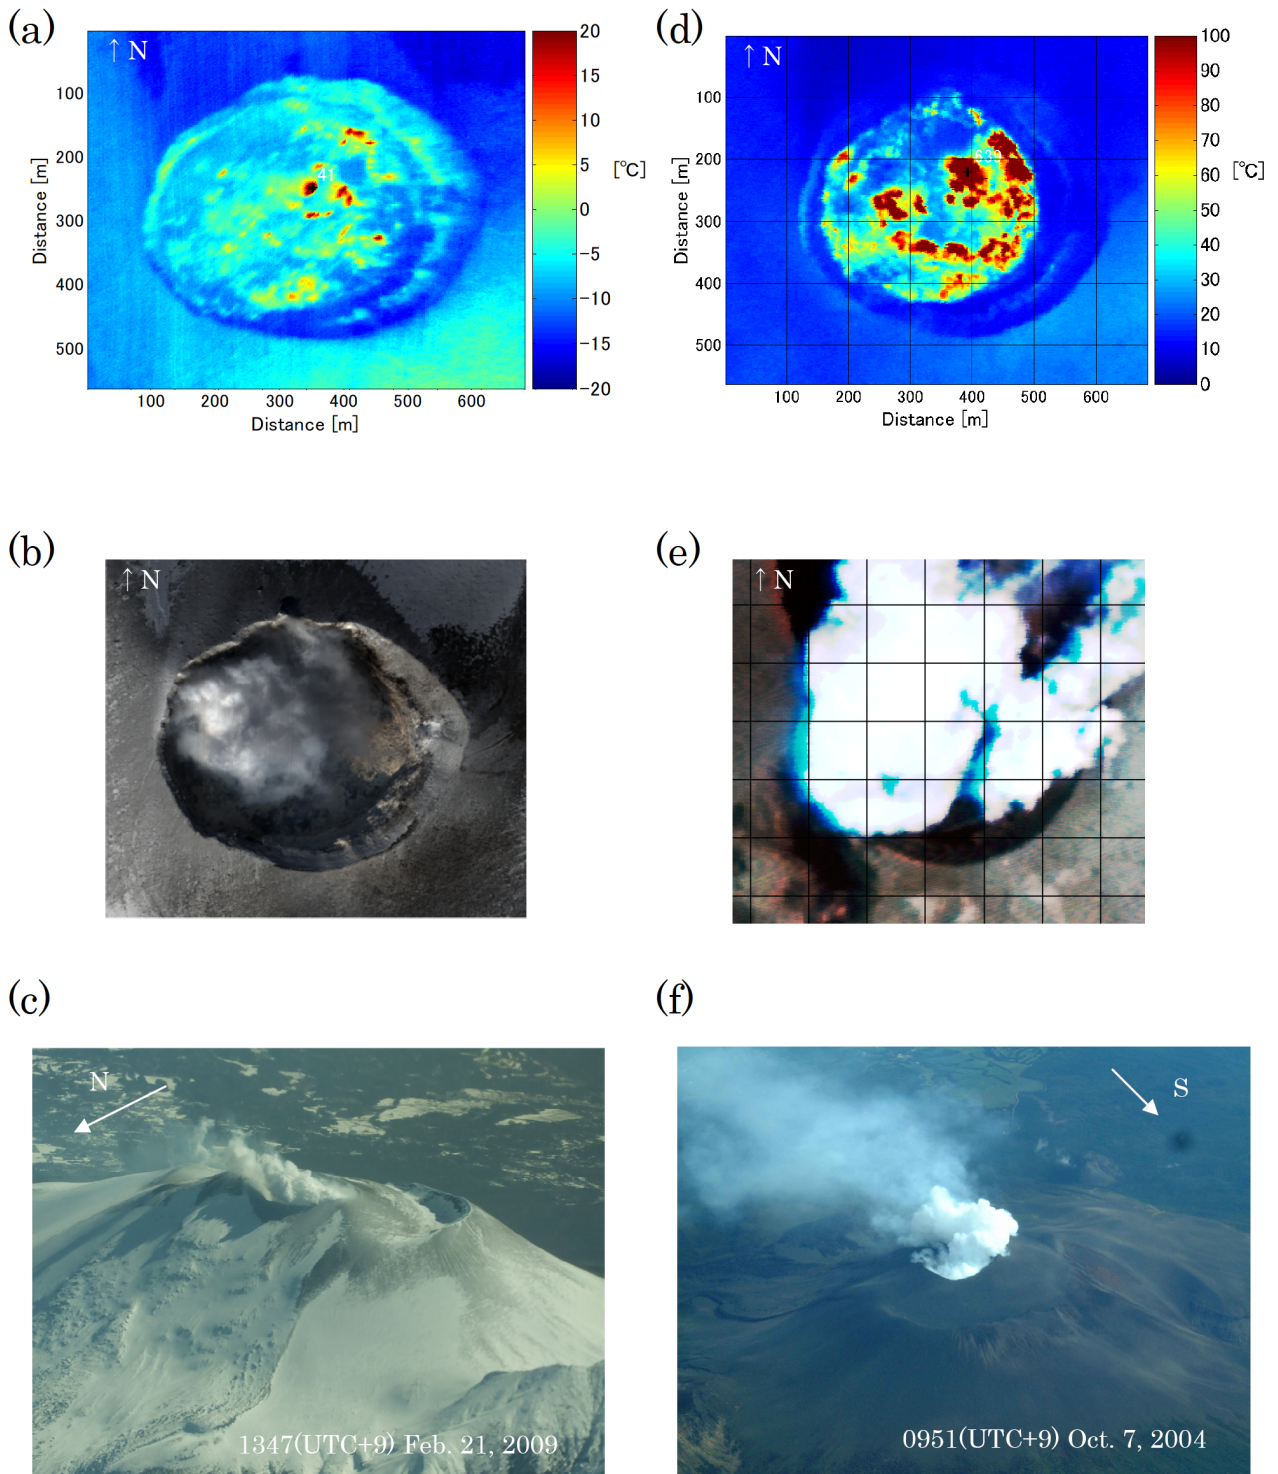 (a)
↑ N
41
100
200
300
400
500
Distance [m]
100 200 300 400 500 600
Distance [m]
20
15
10
5
0
−5
−10
−15
−20
[℃]
(d)
↑ N
639
100
200
300
400
500
Distance [m]
100 200 300 400 500 600
Distance [m]
100
90
80
70
60
50
40
30
20
10
0
[℃]
(b)
↑ N
(e)
↑ N
(c)
N
1347(UTC+9) Feb. 21, 2009
(f)
S
0951(UTC+9) Oct. 7, 2004